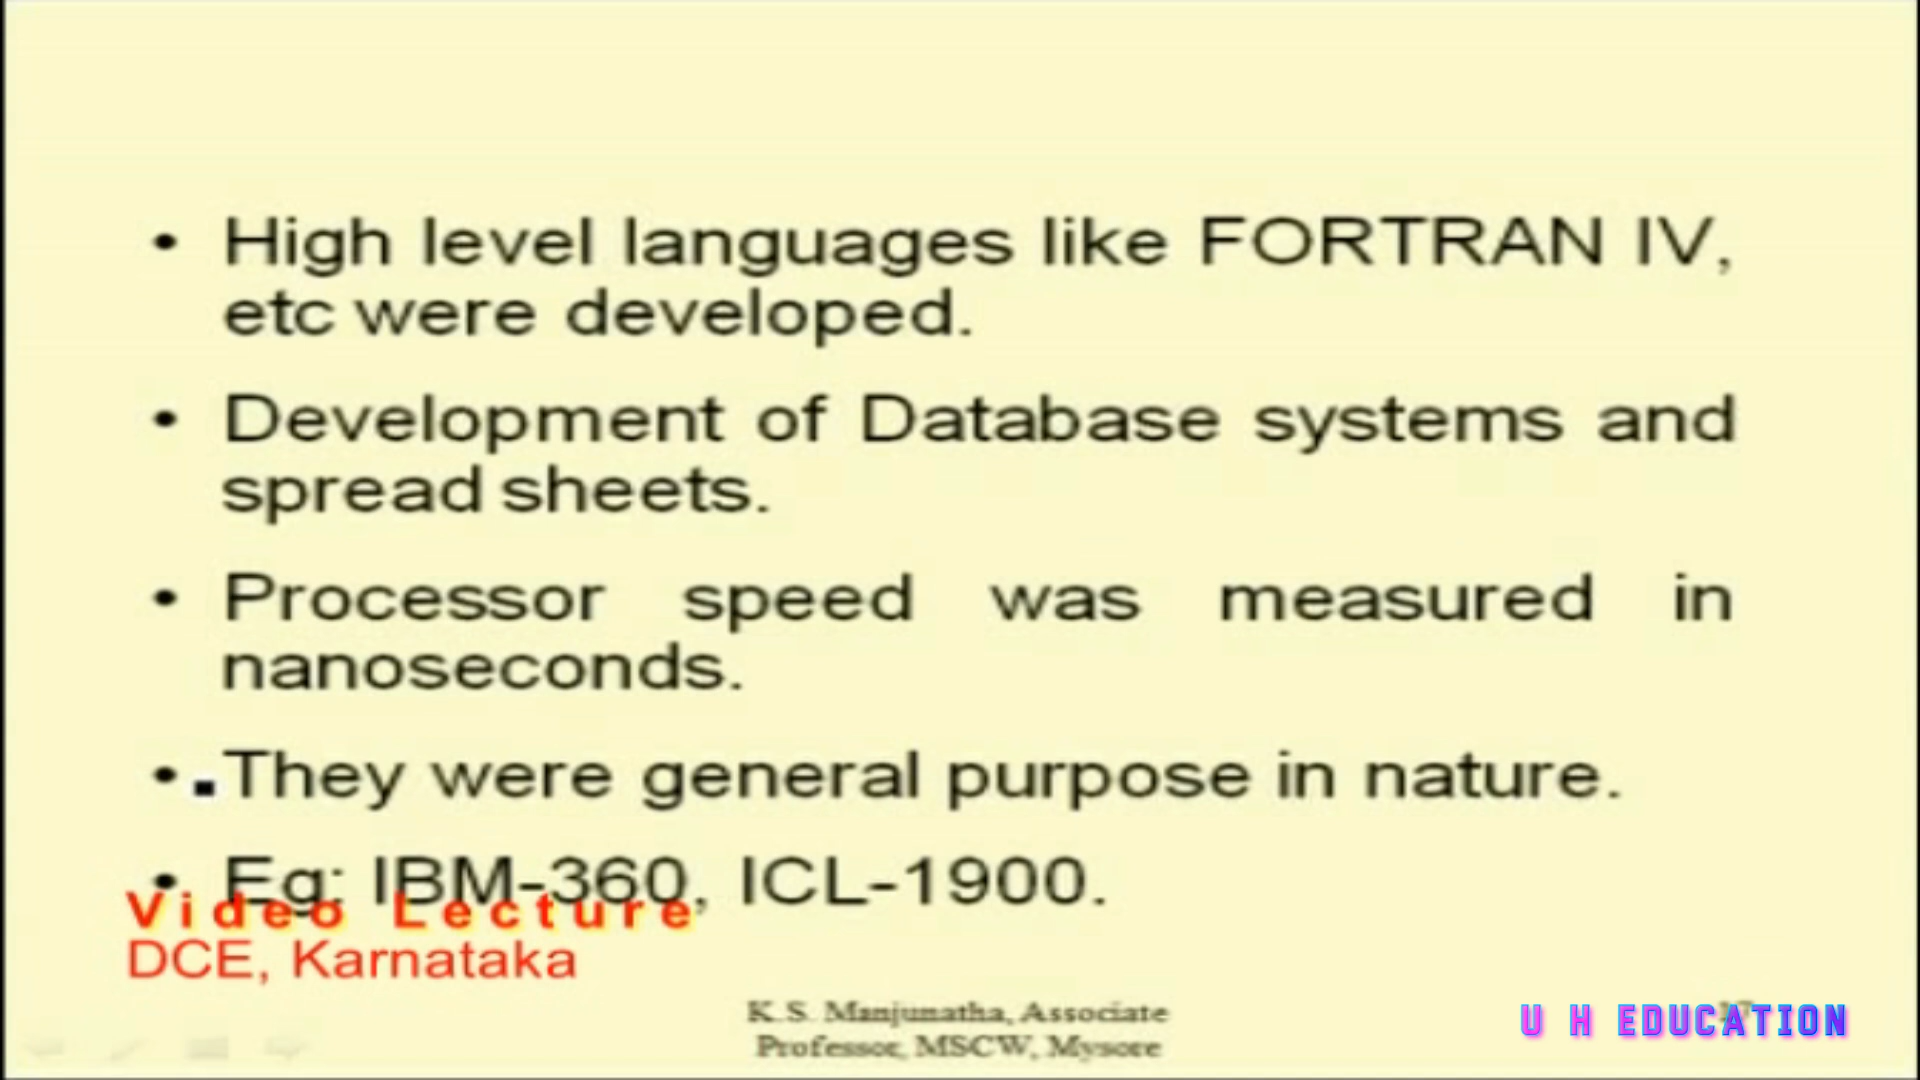 • High level languages like FORTRAN IV,
etc were developed.
• Development of Database systems and
spread sheets.
• Processor speed was measured in
nanoseconds.
• They were general purpose in nature.
• Eg: IBM-360, ICL-1900.
Video Lecture
DCE, Karnataka
K.S. Manjunatha, Associate
Professor, MSCW, Mysore
U H EDUCATION